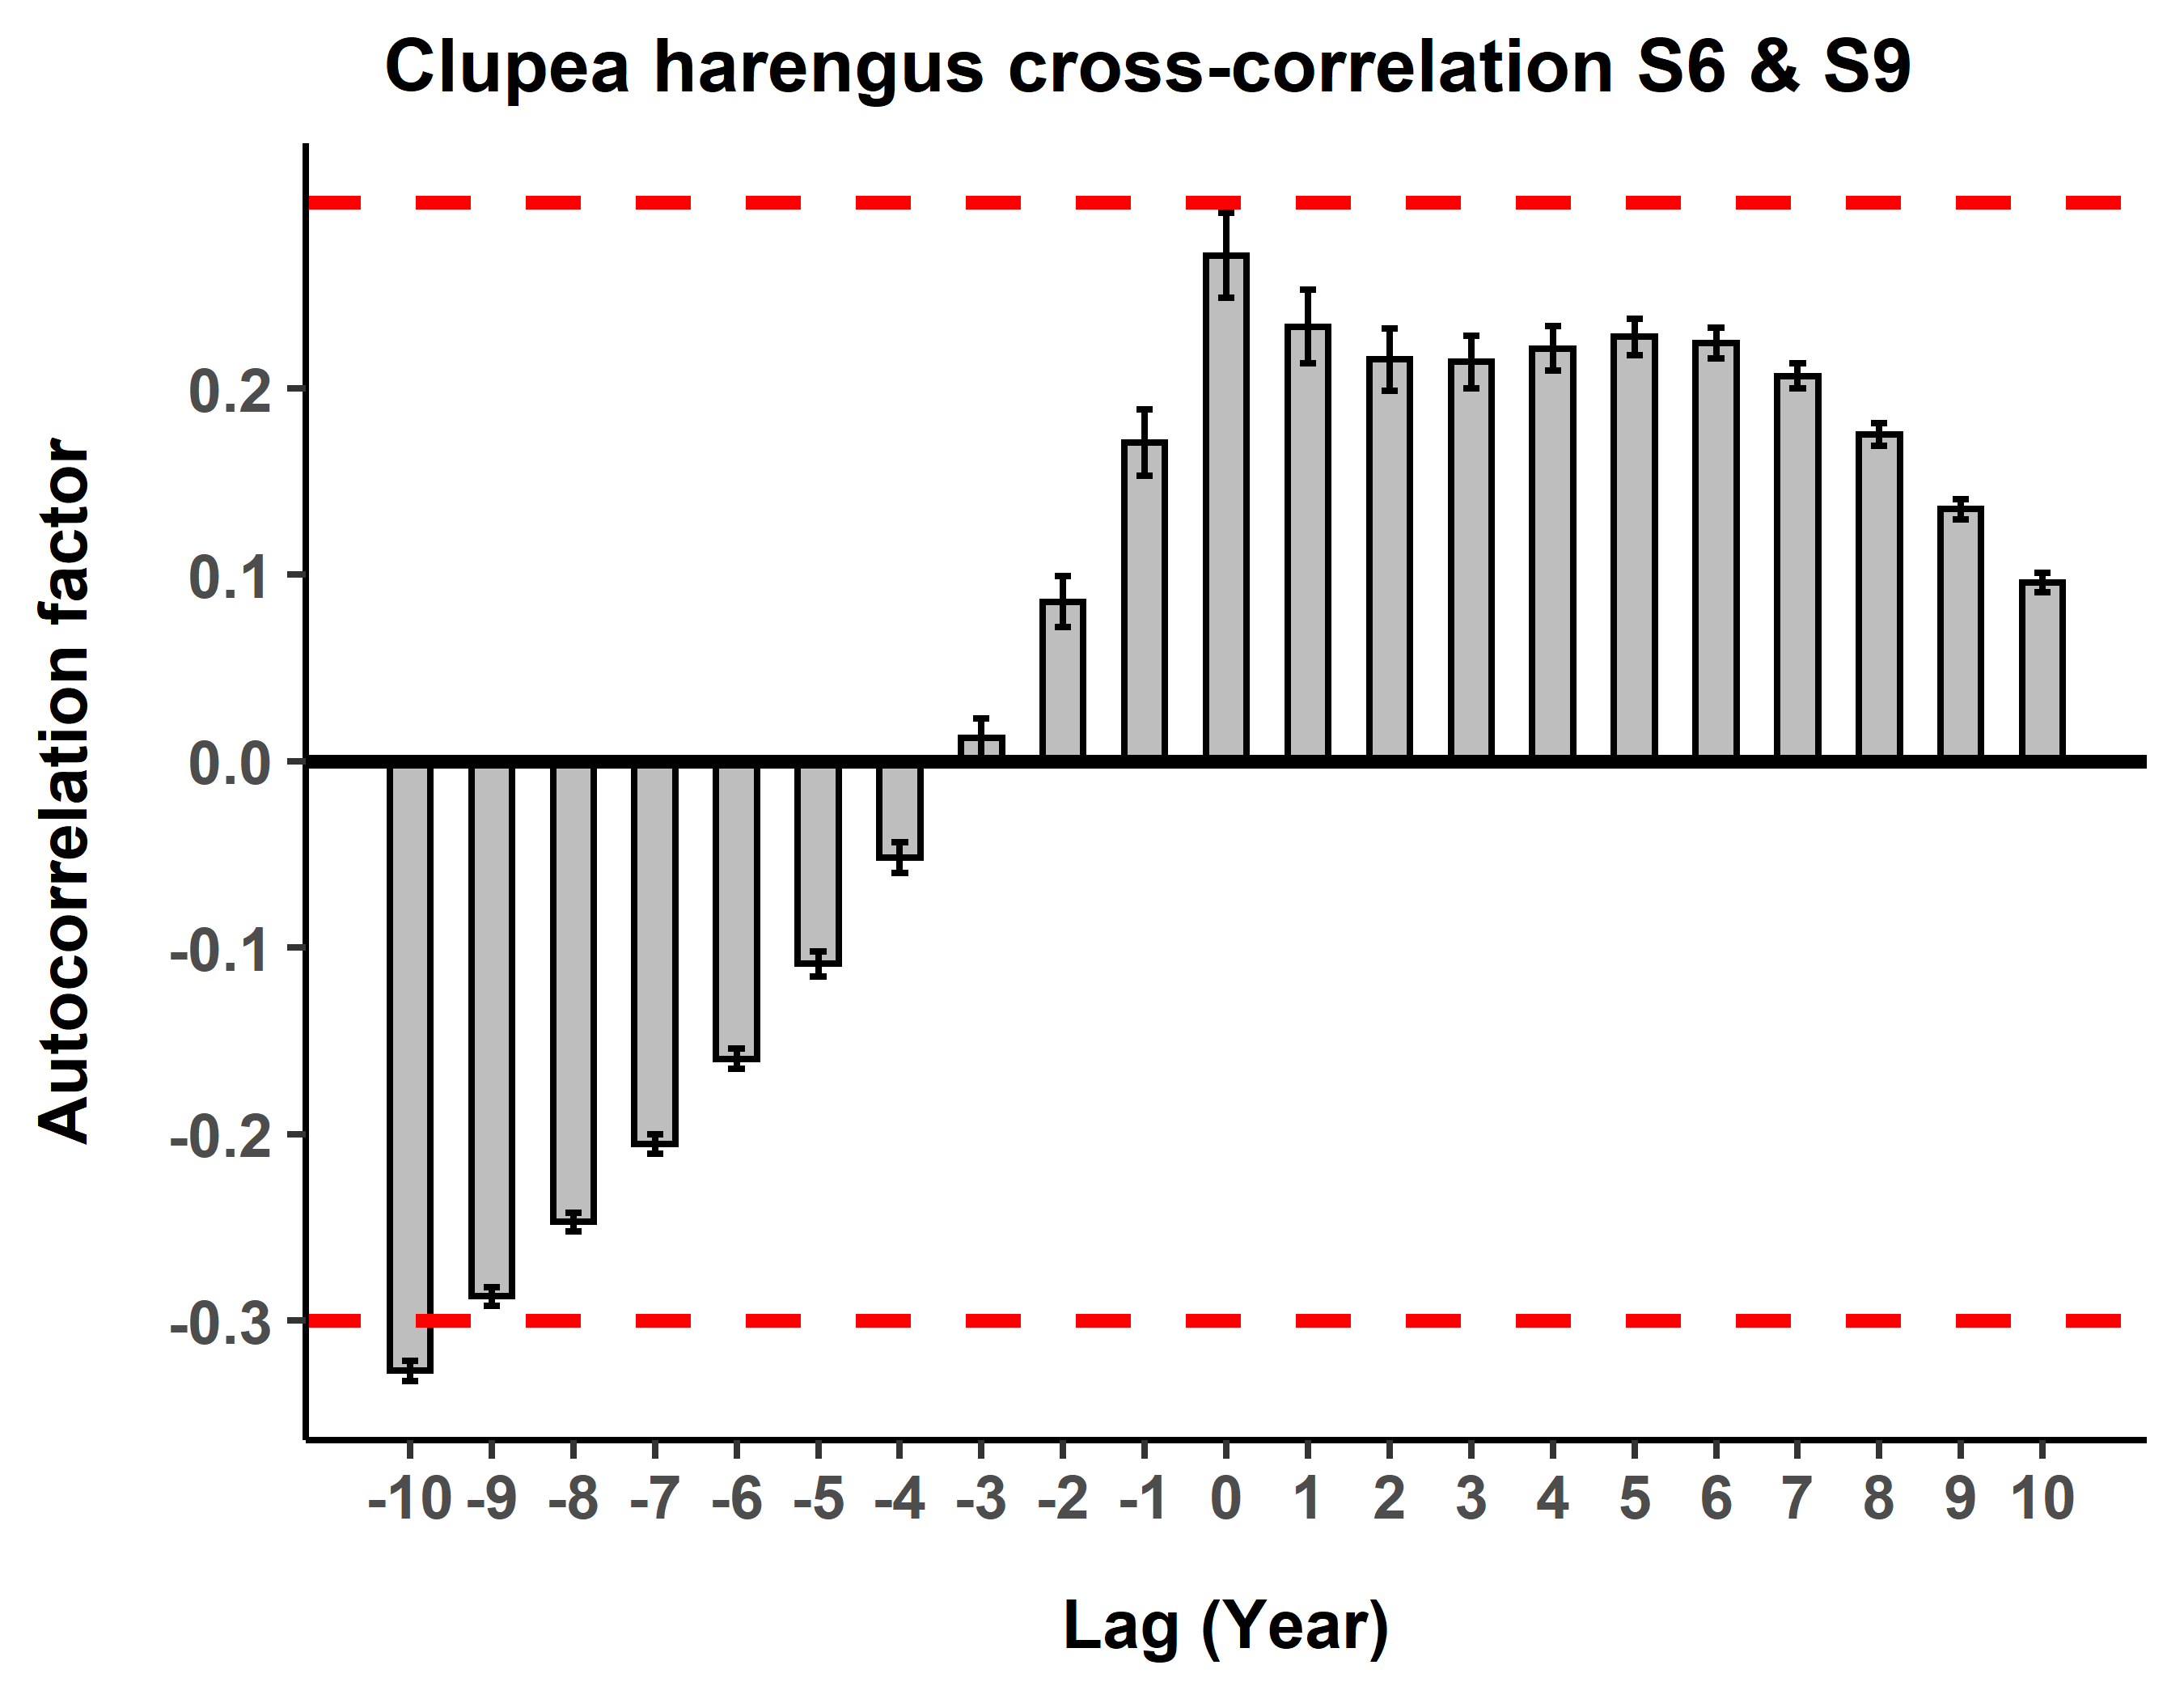 Clupea harengus cross-correlation S6 & S9
Autocorrelation factor
0.2
0.1
0.0
-0.1
-0.2
-0.3
-10 -9 -8 -7 -6 -5 -4 -3 -2 -1 0 1 2 3 4 5 6 7 8 9 10
Lag (Year)